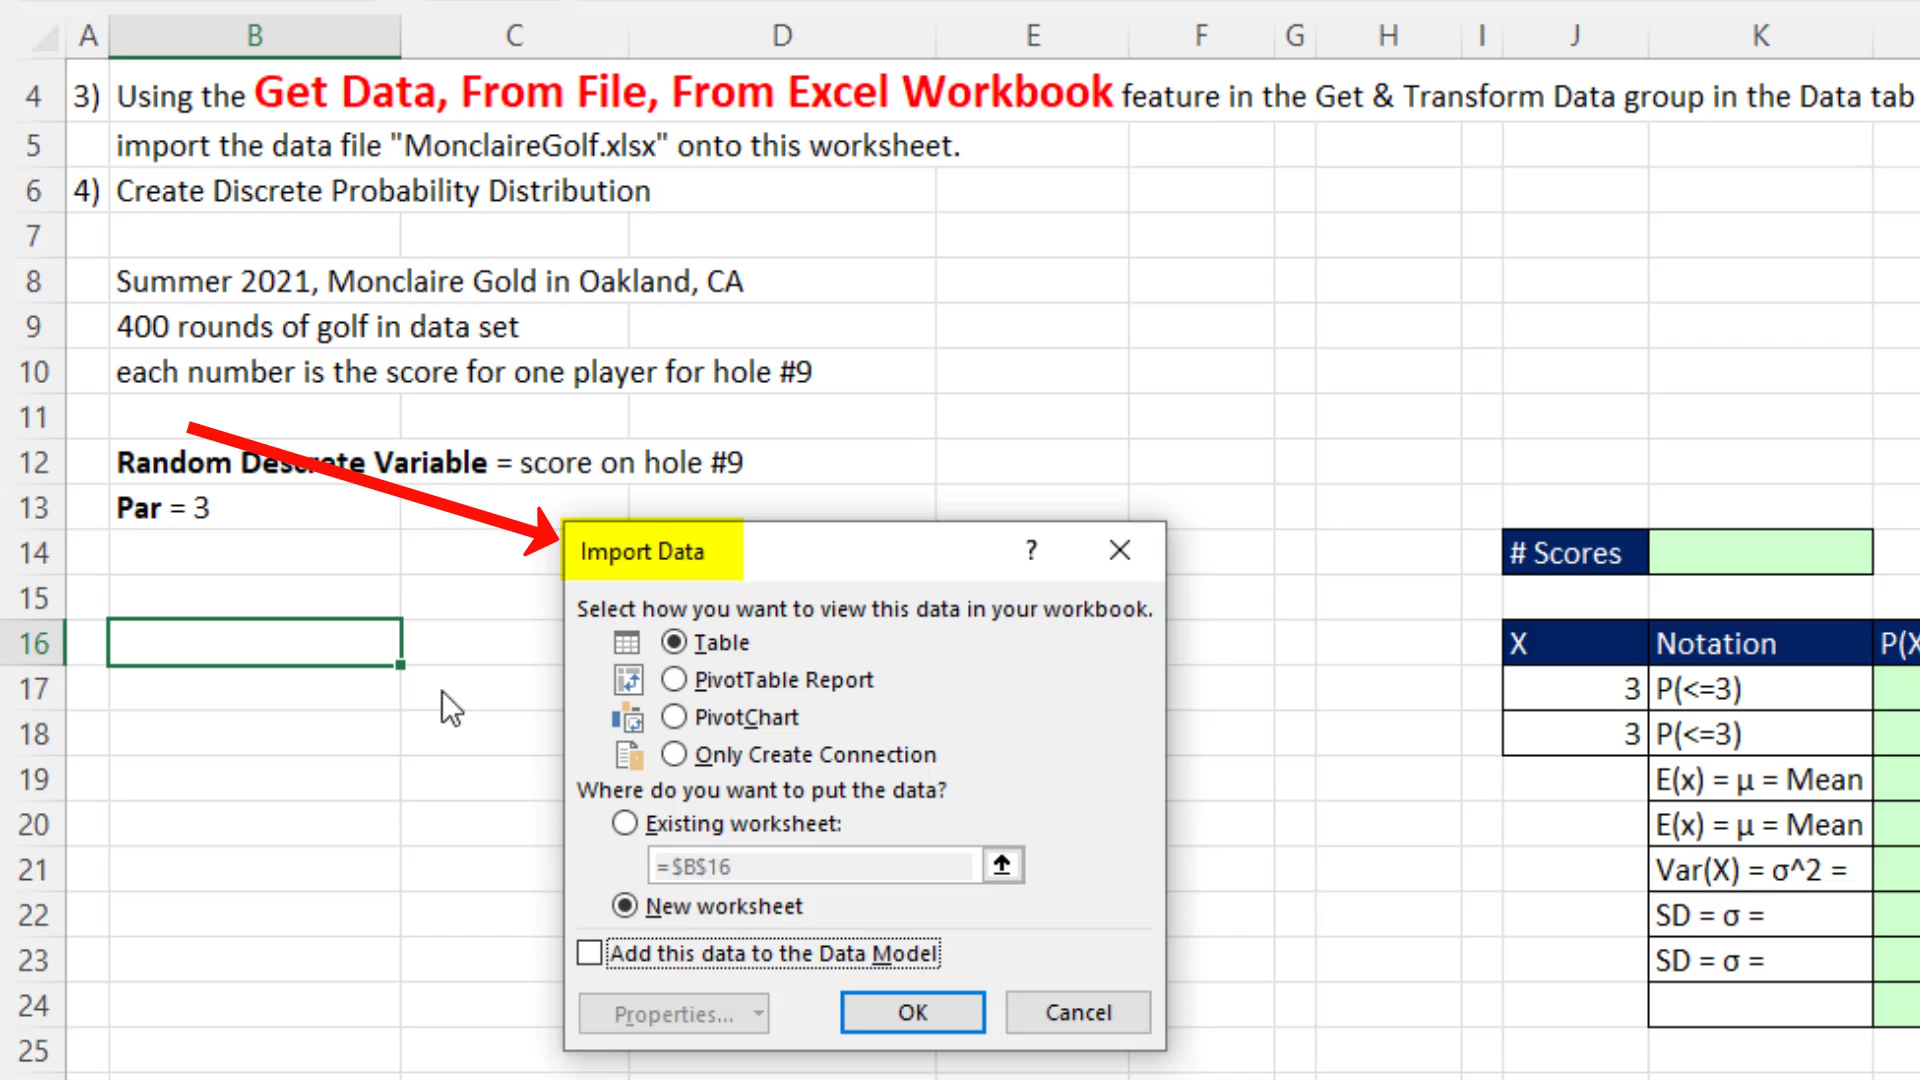 A B C D E F G H I J K
4 3) Using the Get Data, From File, From Excel Workbook feature in the Get & Transform Data group in the Data tab
5 import the data file "MonclaireGolf.xlsx" onto this worksheet.
6 4) Create Discrete Probability Distribution
7
8 Summer 2021, Monclaire Gold in Oakland, CA
9 400 rounds of golf in data set
10 each number is the score for one player for hole #9
11
12 Random Descrete Variable = score on hole #9
13 Par = 3
14 # Scores
15
16 X Notation P(X
17 3 P(<=3)
18 3 P(<=3)
19 E(x) = µ = Mean
20 E(x) = µ = Mean
21 Var(X) = σ^2 =
22 SD = σ =
23 SD = σ =
24
25
Import Data ?
Select how you want to view this data in your workbook.
Table
PivotTable Report
PivotChart
Only Create Connection
Where do you want to put the data?
Existing worksheet:
=$B$16
New worksheet
Add this data to the Data Model
Properties... OK Cancel